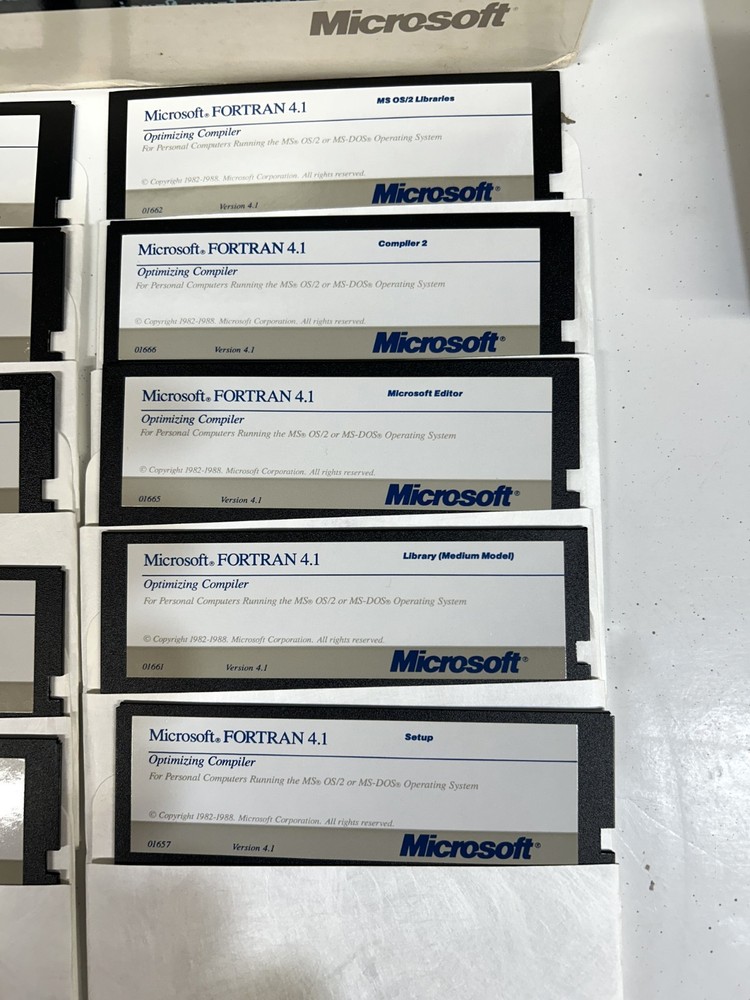 Microsoft®
Microsoft® FORTRAN 4.1
MS OS/2 Libraries
Optimizing Compiler
For Personal Computers Running the MS® OS/2 or MS-DOS® Operating System
© Copyright 1982-1988. Microsoft Corporation. All rights reserved.
01662
Version 4.1
Microsoft®
Microsoft® FORTRAN 4.1
Compiler 2
Optimizing Compiler
For Personal Computers Running the MS® OS/2 or MS-DOS® Operating System
© Copyright 1982-1988. Microsoft Corporation. All rights reserved.
01666
Version 4.1
Microsoft®
Microsoft® FORTRAN 4.1
Microsoft Editor
Optimizing Compiler
For Personal Computers Running the MS® OS/2 or MS-DOS® Operating System
© Copyright 1982-1988. Microsoft Corporation. All rights reserved.
01665
Version 4.1
Microsoft®
Microsoft® FORTRAN 4.1
Library (Medium Model)
Optimizing Compiler
For Personal Computers Running the MS® OS/2 or MS-DOS® Operating System
© Copyright 1982-1988. Microsoft Corporation. All rights reserved.
01661
Version 4.1
Microsoft®
Microsoft® FORTRAN 4.1
Setup
Optimizing Compiler
For Personal Computers Running the MS® OS/2 or MS-DOS® Operating System
© Copyright 1982-1988. Microsoft Corporation. All rights reserved.
01657
Version 4.1
Microsoft®